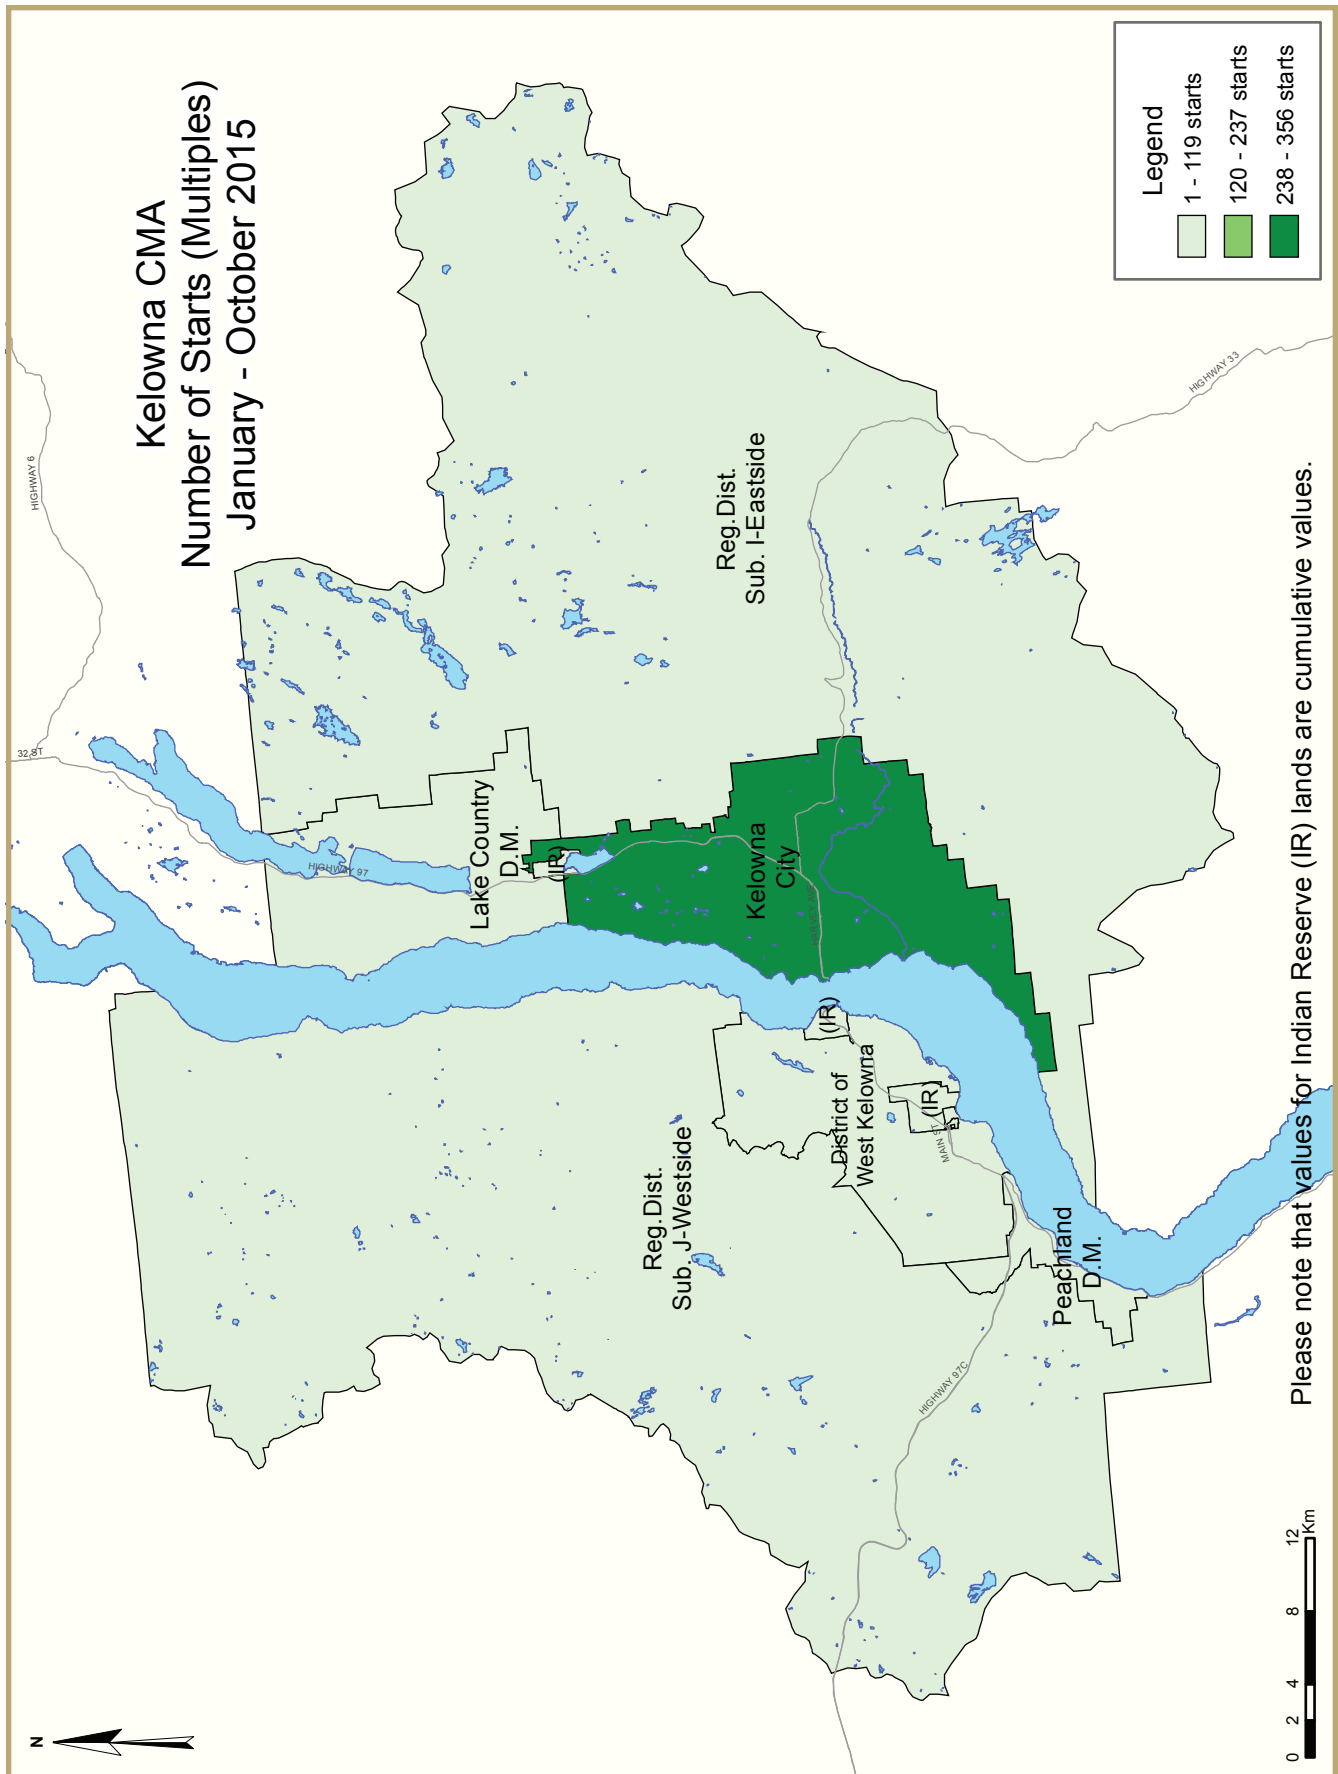 Kelowna CMA
Number of Starts (Multiples)
January - October 2015
Legend
1 - 119 starts
120 - 237 starts
238 - 356 starts
N
HIGHWAY 6
32 ST
HIGHWAY 97
Lake Country
D.M.
(IR)
Reg.Dist.
Sub. I-Eastside
HIGHWAY 33
Kelowna
City
(IR)
District of
West Kelowna
(IR)
MAIN ST
Reg.Dist.
Sub. J-Westside
Peachland
D.M.
HIGHWAY 97C
0 2 4 8 12
Km
Please note that values for Indian Reserve (IR) lands are cumulative values.